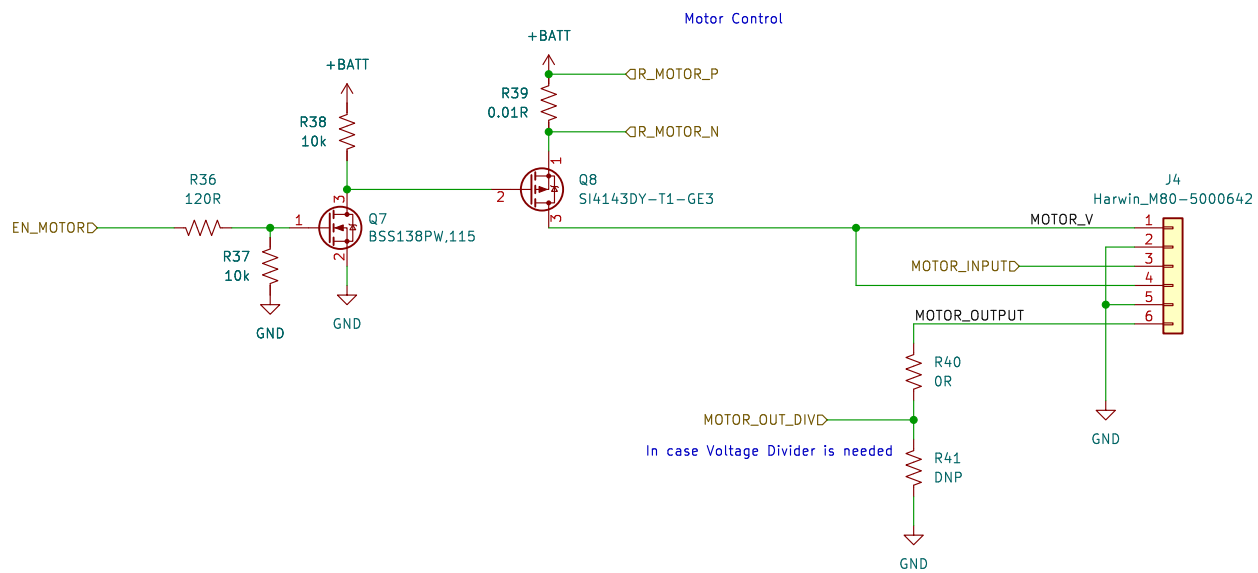 Motor Control
+BATT
+BATT
R_MOTOR_P
R39
0.01R
R_MOTOR_N
R38
10k
1
Q8
SI4143DY-T1-GE3
2
3
R36
120R
3
EN_MOTOR
1
Q7
BSS138PW,115
2
R37
10k
GND
GND
J4
Harwin_M80-5000642
MOTOR_V
1
2
MOTOR_INPUT
3
4
5
MOTOR_OUTPUT
6
R40
0R
MOTOR_OUT_DIV
GND
In case Voltage Divider is needed
R41
DNP
GND